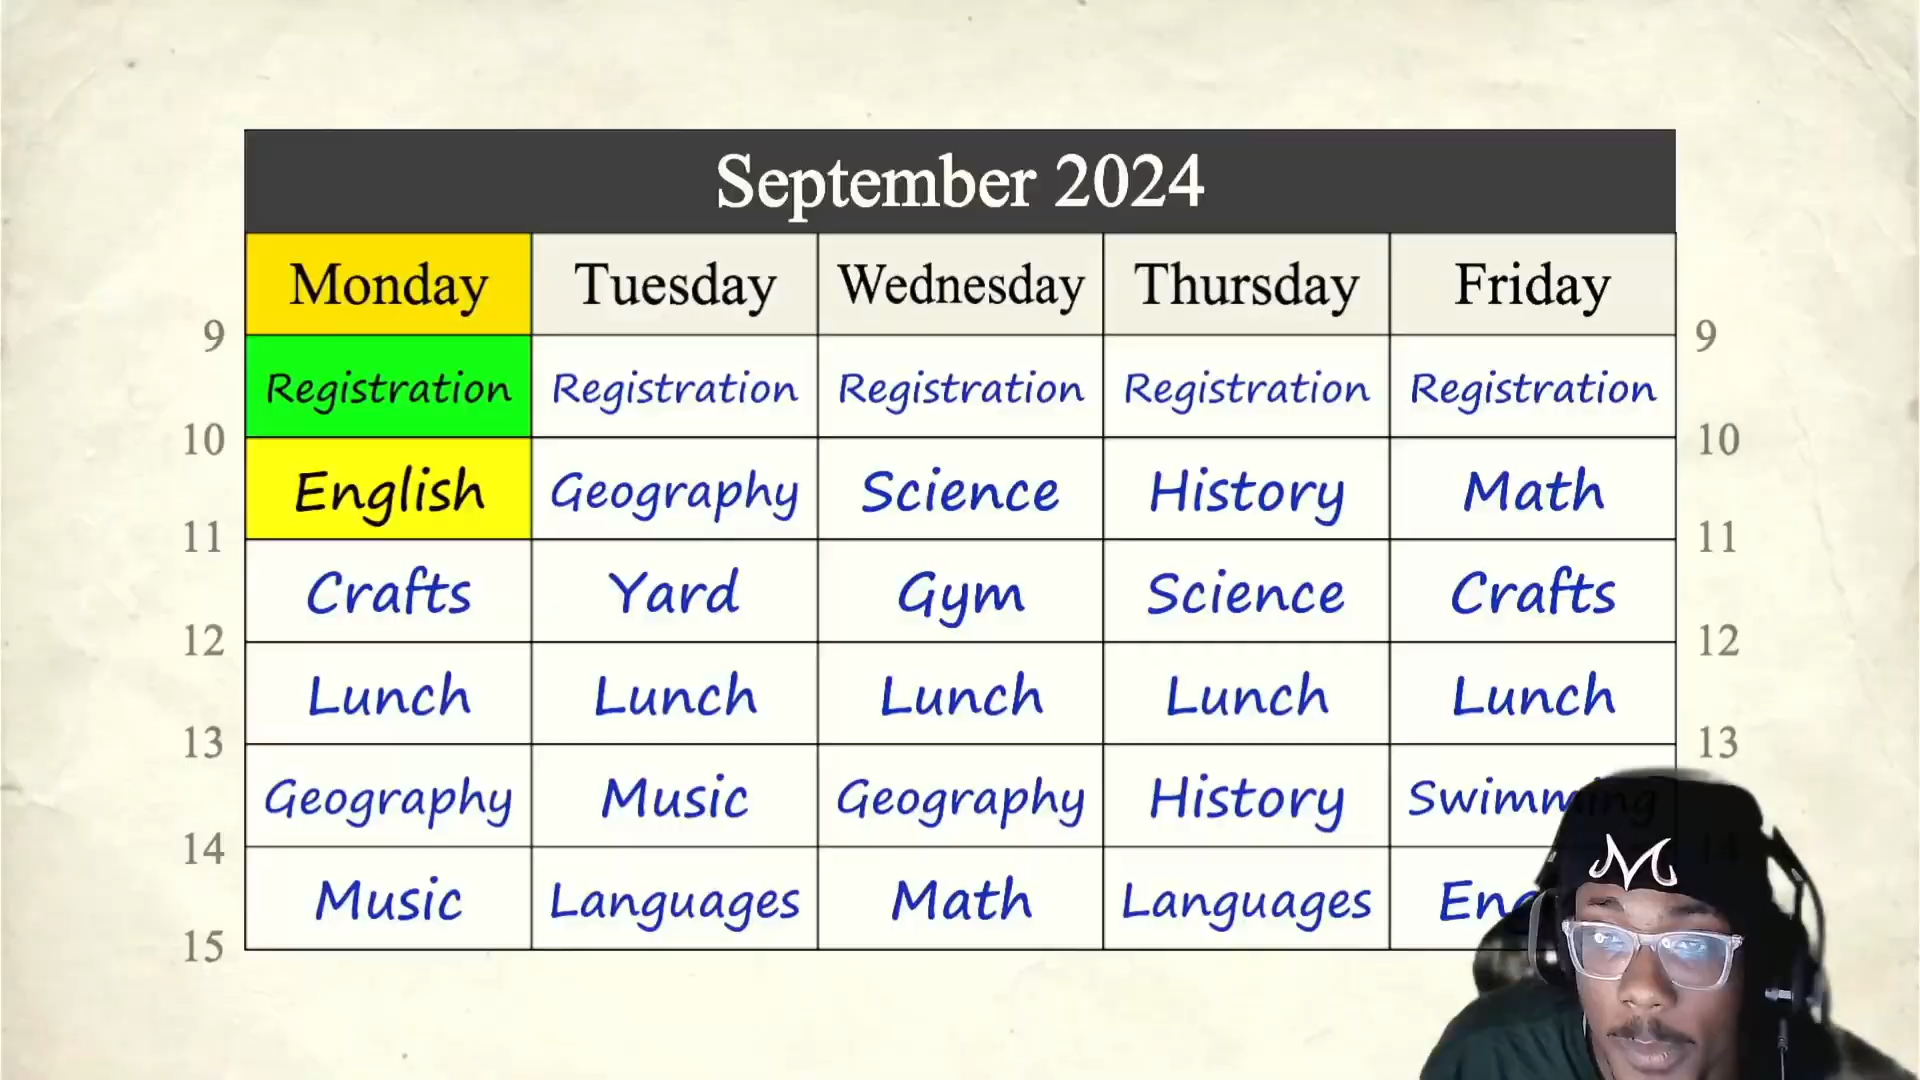 September 2024
Monday Tuesday Wednesday Thursday Friday
9 9
Registration Registration Registration Registration Registration
10 10
English Geography Science History Math
11 11
Crafts Yard Gym Science Crafts
12 12
Lunch Lunch Lunch Lunch Lunch
13 13
Geography Music Geography History Swimming
14 14
Music Languages Math Languages
15
M